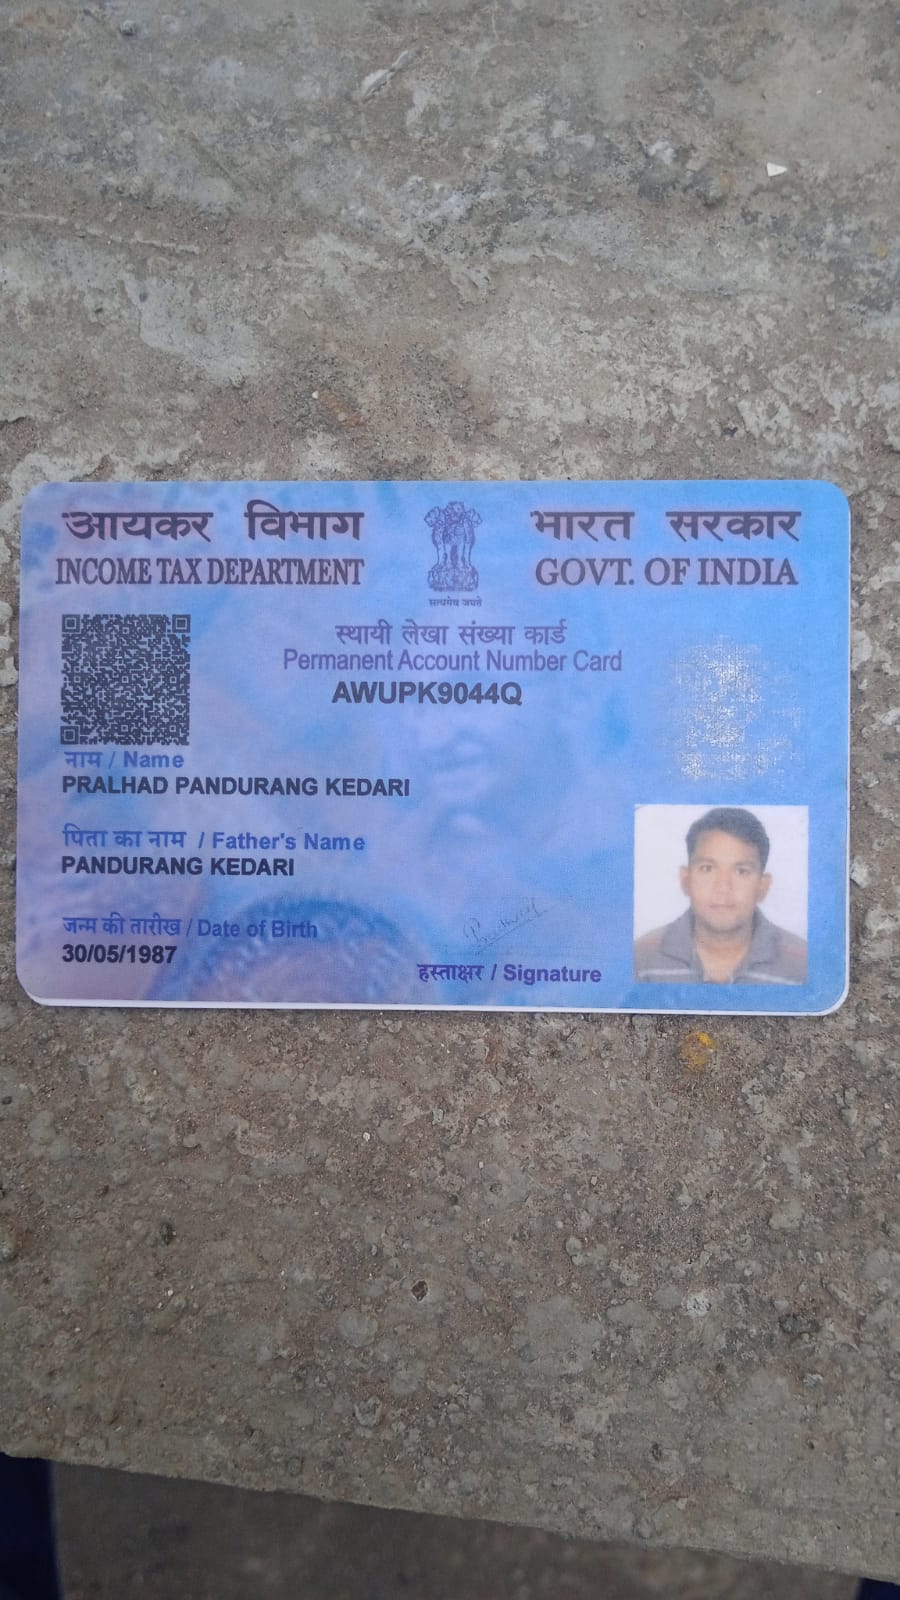 आयकर विभाग
INCOME TAX DEPARTMENT
सत्यमेव जयते
भारत सरकार
GOVT. OF INDIA
स्थायी लेखा संख्या कार्ड
Permanent Account Number Card
AWUPK9044Q
नाम / Name
PRALHAD PANDURANG KEDARI
पिता का नाम / Father's Name
PANDURANG KEDARI
जन्म की तारीख / Date of Birth
30/05/1987
हस्ताक्षर / Signature